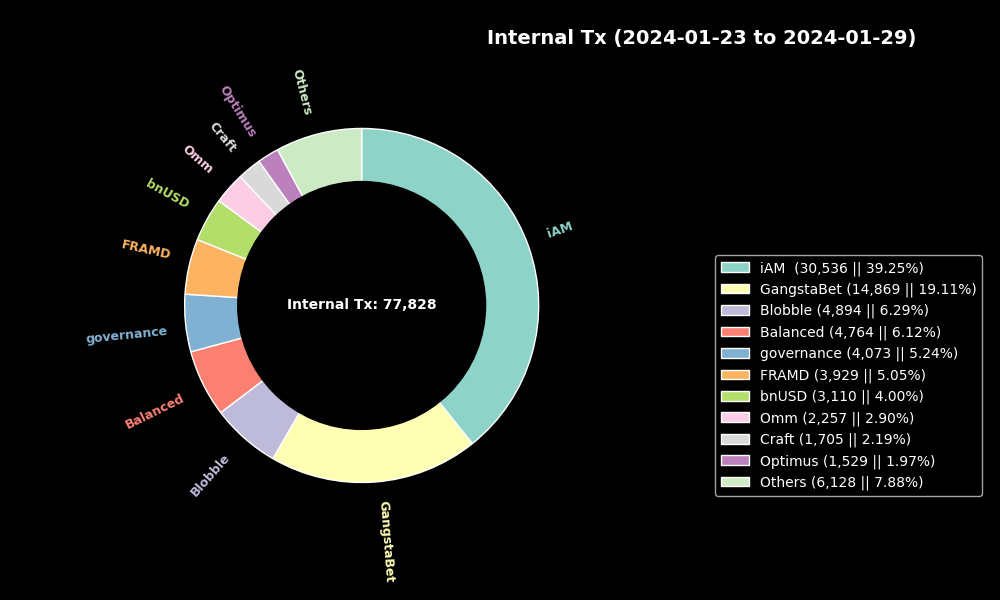 Internal Tx (2024-01-23 to 2024-01-29)
Others
Optimus
Craft
Omm
bnUSD
FRAMD
governance
Balanced
Blobble
GangstaBet
iAM
Internal Tx: 77,828
iAM  (30,536 || 39.25%)
GangstaBet (14,869 || 19.11%)
Blobble (4,894 || 6.29%)
Balanced (4,764 || 6.12%)
governance (4,073 || 5.24%)
FRAMD (3,929 || 5.05%)
bnUSD (3,110 || 4.00%)
Omm (2,257 || 2.90%)
Craft (1,705 || 2.19%)
Optimus (1,529 || 1.97%)
Others (6,128 || 7.88%)